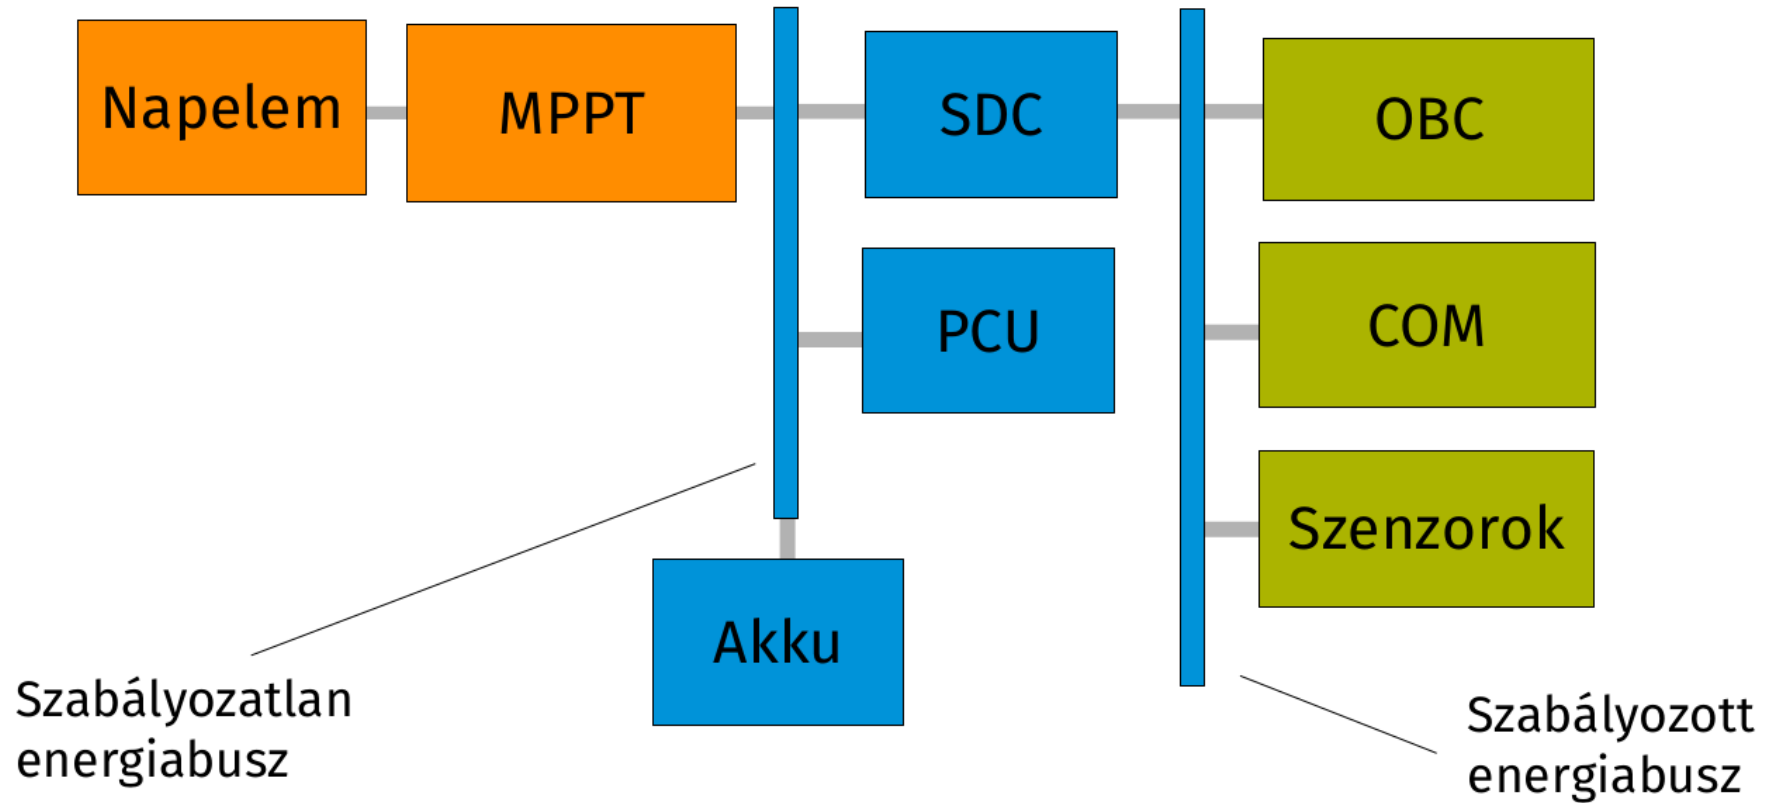 Napelem
MPPT
SDC
OBC
PCU
COM
Szenzorok
Akku
Szabályozatlan
energiabusz
Szabályozott
energiabusz